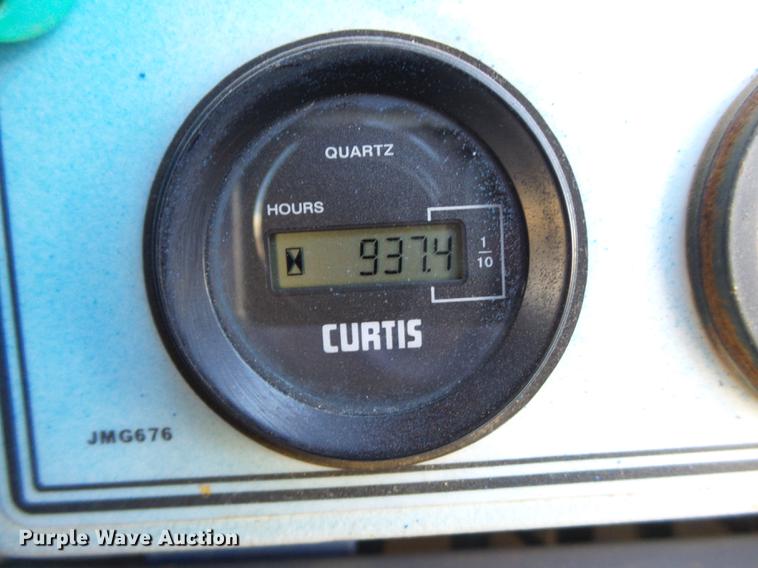 QUARTZ
HOURS
937.4
1
10
CURTIS
JMG676
Purple Wave Auction